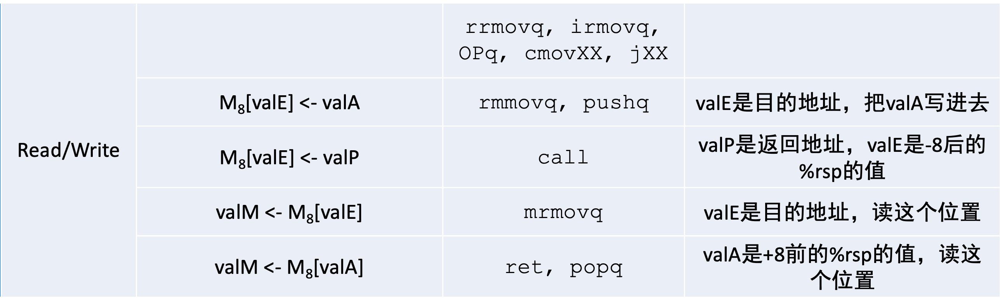 rrmovq, irmovq,
OPq, cmovXX, jXX
M₈[valE] <- valA
rmmovq, pushq
valE是目的地址，把valA写进去
Read/Write
M₈[valE] <- valP
call
valP是返回地址，valE是-8后的
%rsp的值
valM <- M₈[valE]
mrmovq
valE是目的地址，读这个位置
valM <- M₈[valA]
ret, popq
valA是+8前的%rsp的值，读这
个位置